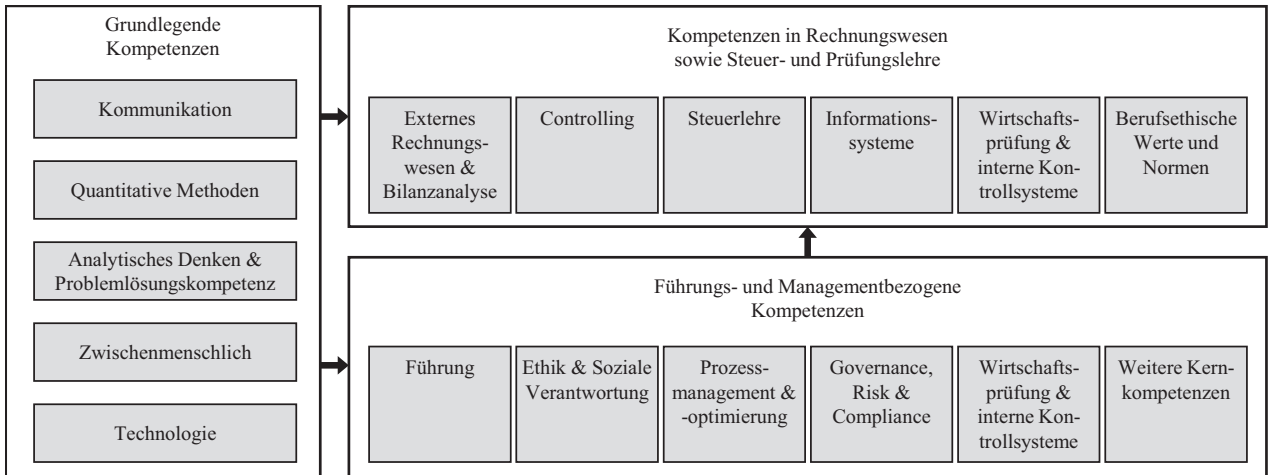 Grundlegende
Kompetenzen
Kommunikation
Quantitative Methoden
Analytisches Denken &
Problemlösungskompetenz
Zwischenmenschlich
Technologie
Kompetenzen in Rechnungswesen
sowie Steuer- und Prüfungslehre
Externes
Rechnungs-
wesen &
Bilanzanalyse
Controlling
Steuerlehre
Informations-
systeme
Wirtschafts-
prüfung &
interne Kon-
trollsysteme
Berufsethische
Werte und
Normen
Führungs- und Managementbezogene
Kompetenzen
Führung
Ethik & Soziale
Verantwortung
Prozess-
management &
-optimierung
Governance,
Risk &
Compliance
Wirtschafts-
prüfung &
interne Kon-
trollsysteme
Weitere Kern-
kompetenzen